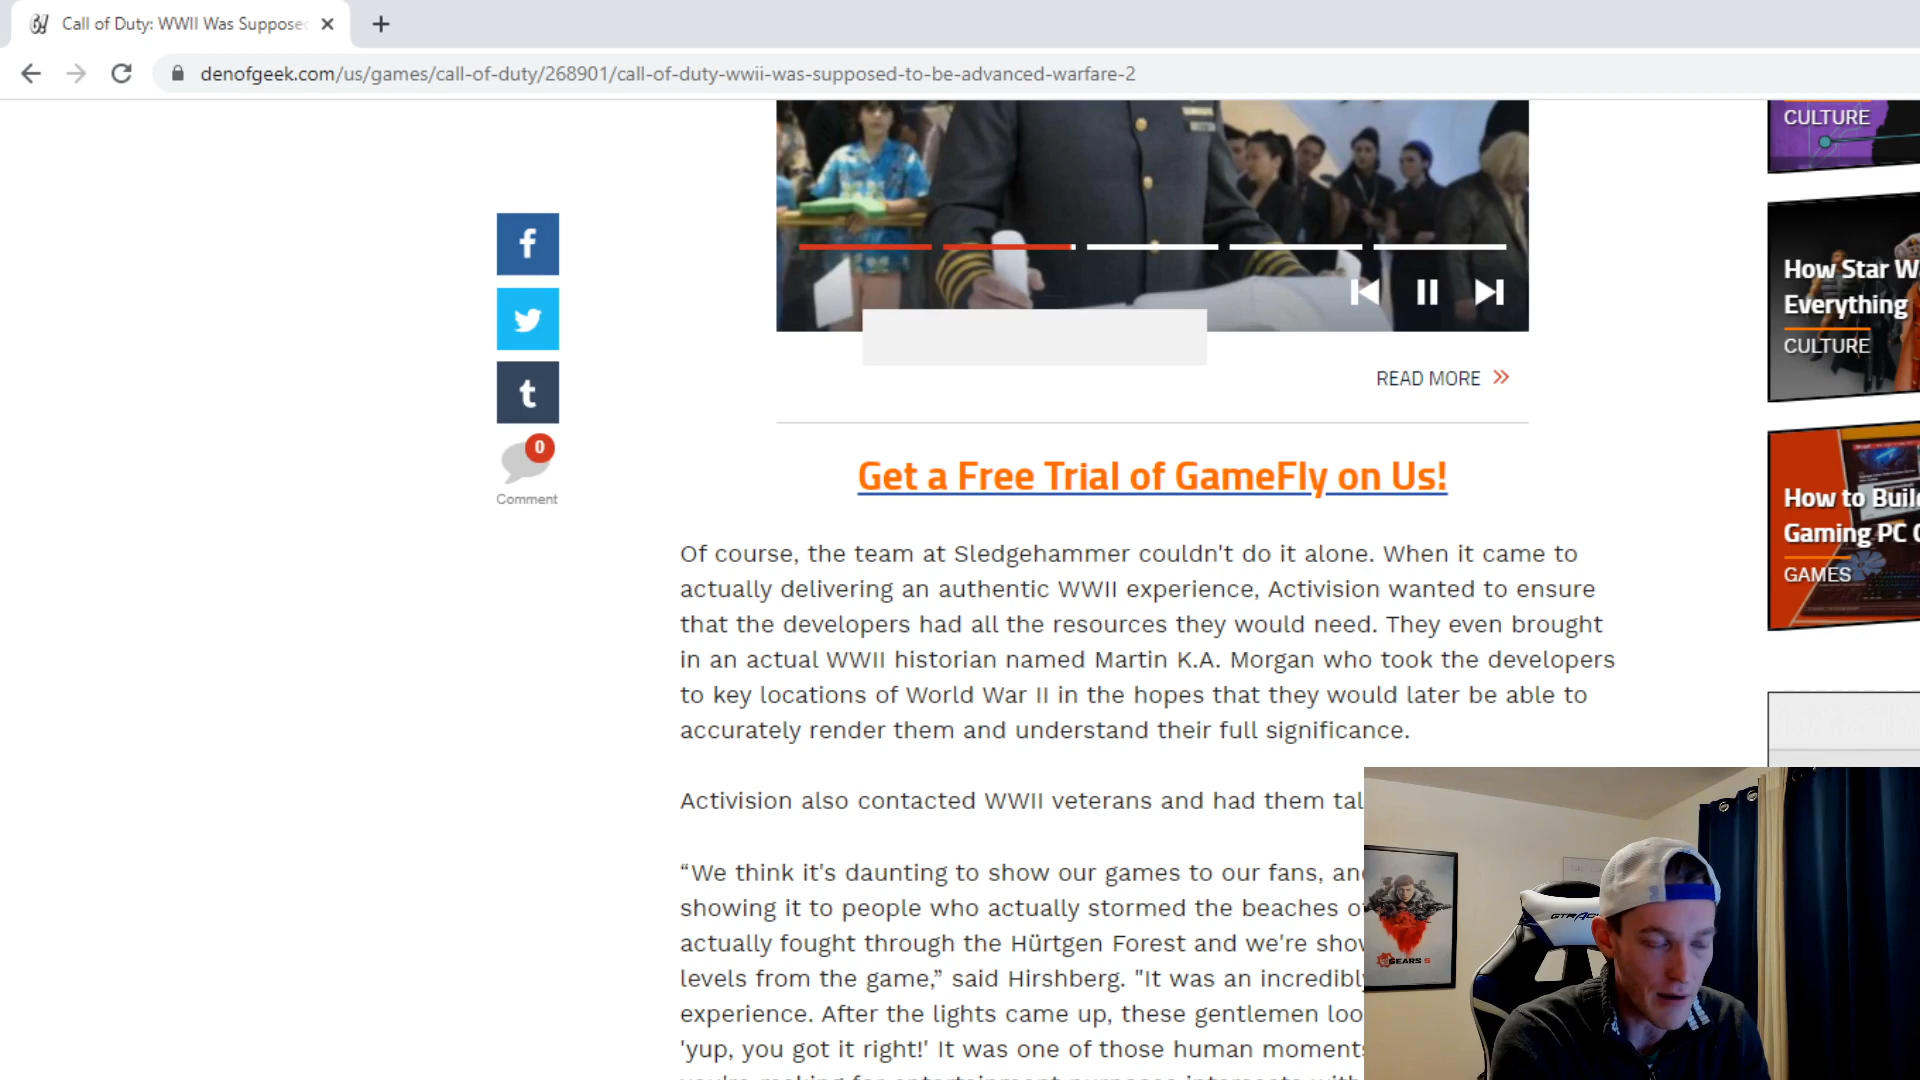 Call of Duty: WWII Was Suppose
denofgeek.com/us/games/call-of-duty/268901/call-of-duty-wwii-was-supposed-to-be-advanced-warfare-2
CULTURE
How Star W
Everything
CULTURE
How to Buil
Gaming PC
GAMES
f
t
0
Comment
READ MORE
Get a Free Trial of GameFly on Us!
Of course, the team at Sledgehammer couldn't do it alone. When it came to
actually delivering an authentic WWII experience, Activision wanted to ensure
that the developers had all the resources they would need. They even brought
in an actual WWII historian named Martin K.A. Morgan who took the developers
to key locations of World War II in the hopes that they would later be able to
accurately render them and understand their full significance.
Activision also contacted WWII veterans and had them tal
“We think it's daunting to show our games to our fans, and
showing it to people who actually stormed the beaches o
actually fought through the Hürtgen Forest and we're show
levels from the game,” said Hirshberg. "It was an incredibl
experience. After the lights came up, these gentlemen loo
'yup, you got it right!' It was one of those human moments
GEARS 5